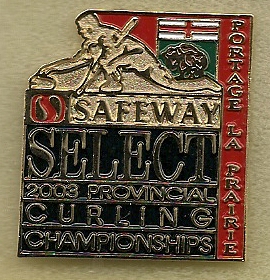 SAFEWAY
SELECT
2003 PROVINCIAL
CURLING
CHAMPIONSHIPS
PORTAGE LA PRAIRIE